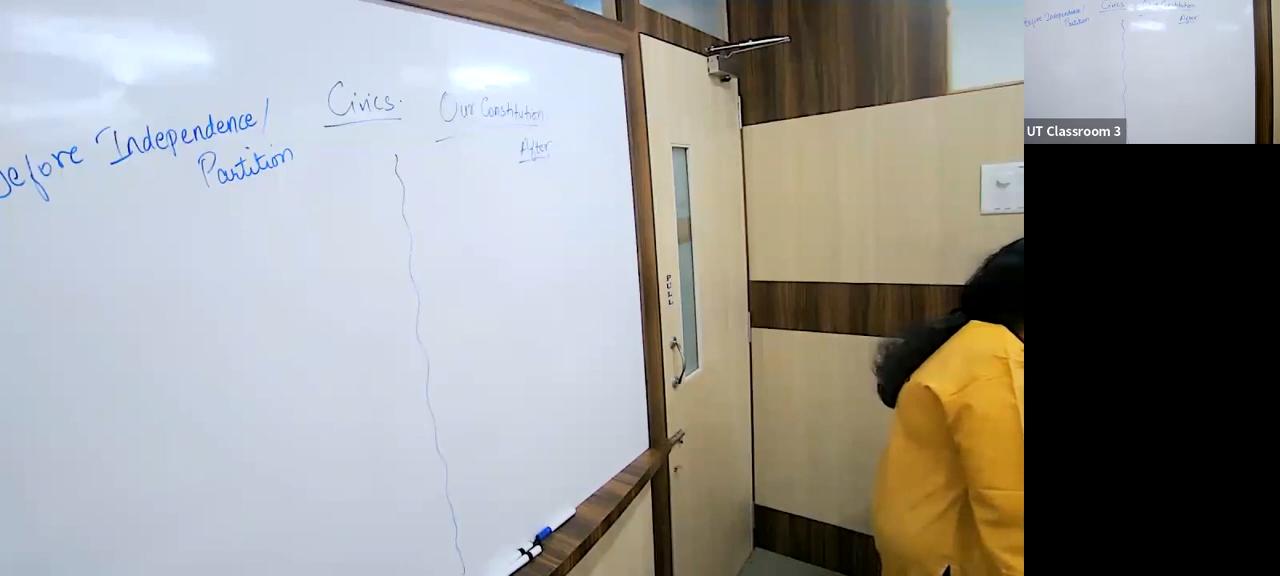 Civics.
Our Constitution
Before Independence/
Partition
After
PULL
UT Classroom 3